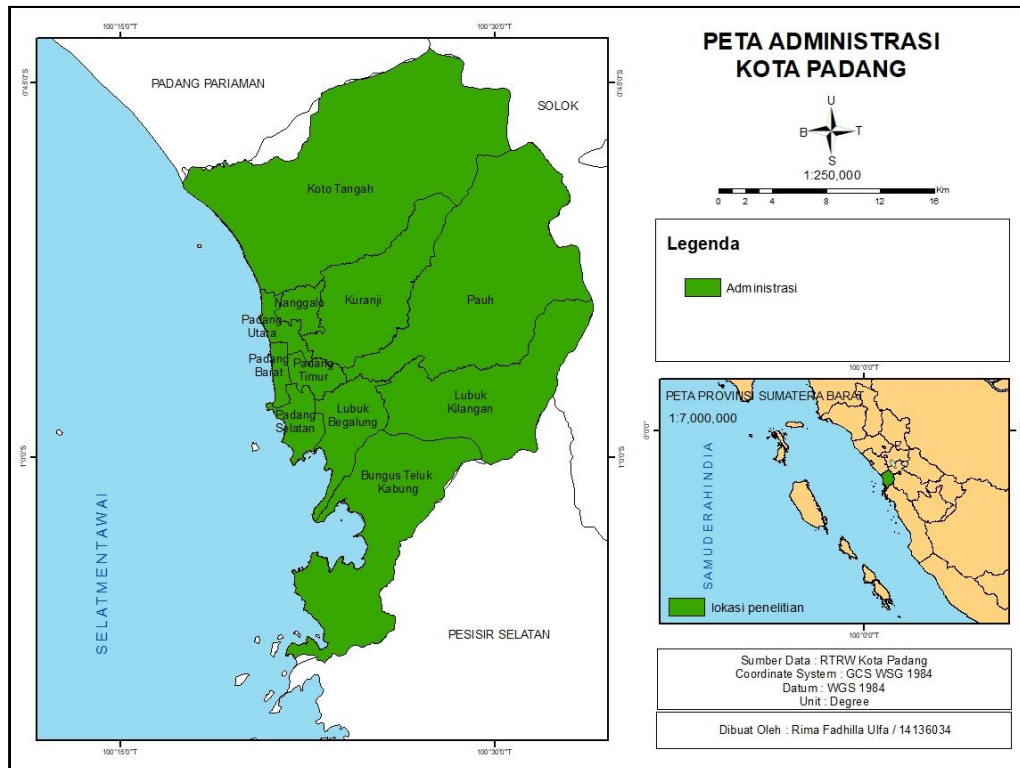 100°15'0"T
100°30'0"T
0°45'0"S
0°45'0"S
PADANG PARIAMAN
SOLOK
Koto Tangah
Nanggalo
Kuranji
Pauh
Padang
Utara
Padang
Barat
Padang
Timur
Padang
Selatan
Lubuk
Begalung
Lubuk
Kilangan
Bungus Teluk
Kabung
1°0'0"S
1°0'0"S
SELATMENTAWAI
PESISIR SELATAN
100°15'0"T
100°30'0"T
PETA ADMINISTRASI
KOTA PADANG
U
B
T
S
1:250,000
0 2 4 8 12 16 Km
Legenda
Administrasi
100°0'0"T
PETA PROVINSI SUMATERA BARAT
1:7,000,000
0°0'0"
0°0'0"
SAMUDERAHINDIA
lokasi penelitian
100°0'0"T
Sumber Data : RTRW Kota Padang
Coordinate System : GCS WSG 1984
Datum : WGS 1984
Unit : Degree
Dibuat Oleh : Rima Fadhilla Ulfa / 14136034